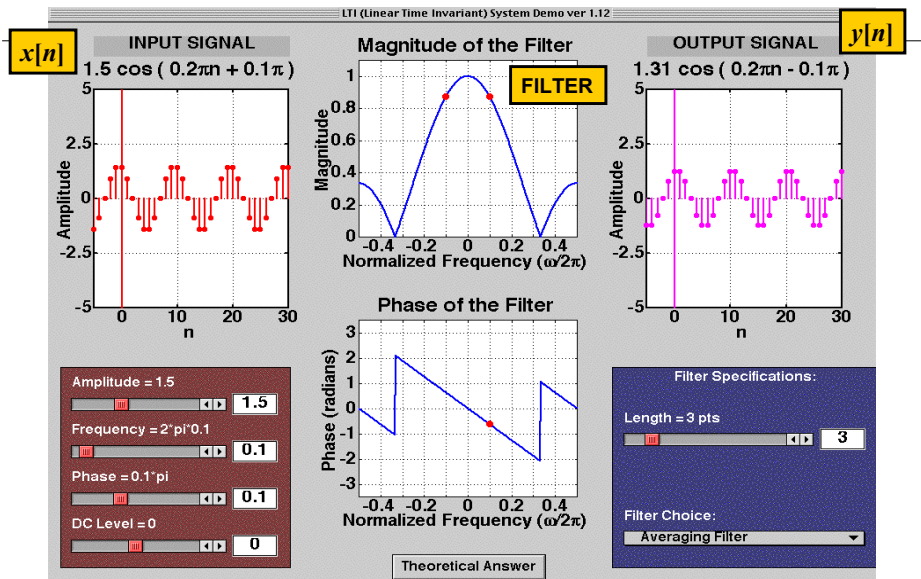 LTI (Linear Time Invariant) System Demo ver 1.12
x[n]
INPUT SIGNAL
1.5 cos ( 0.2πn + 0.1π )
5
2.5
0
-2.5
-5
Amplitude
0 10 20 30
n
Magnitude of the Filter
FILTER
1
0.8
0.6
0.4
0.2
0
Magnitude
-0.4 -0.2 0 0.2 0.4
Normalized Frequency (ω/2π)
y[n]
OUTPUT SIGNAL
1.31 cos ( 0.2πn - 0.1π )
5
2.5
0
-2.5
-5
Amplitude
0 10 20 30
n
Phase of the Filter
3
2
1
0
-1
-2
-3
Phase (radians)
-0.4 -0.2 0 0.2 0.4
Normalized Frequency (ω/2π)
Amplitude = 1.5
1.5
Frequency = 2*pi*0.1
0.1
Phase = 0.1*pi
0.1
DC Level = 0
0
Filter Specifications:
Length = 3 pts
3
Filter Choice:
Averaging Filter
Theoretical Answer